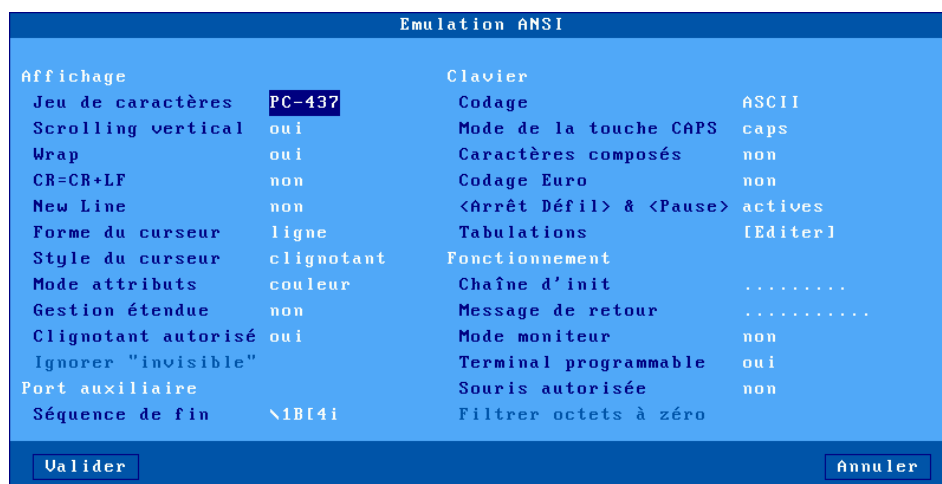 Emulation ANSI
Affichage
Jeu de caractères PC-437
Scrolling vertical oui
Wrap oui
CR=CR+LF non
New Line non
Forme du curseur ligne
Style du curseur clignotant
Mode attributs couleur
Gestion étendue non
Clignotant autorisé oui
Ignorer "invisible"
Port auxiliaire
Séquence de fin \1B[4i
Clavier
Codage ASCII
Mode de la touche CAPS caps
Caractères composés non
Codage Euro non
<Arrêt Défil> & <Pause> actives
Tabulations [Editer]
Fonctionnement
Chaîne d'init .........
Message de retour ...........
Mode moniteur non
Terminal programmable oui
Souris autorisée non
Filtrer octets à zéro
Valider
Annuler